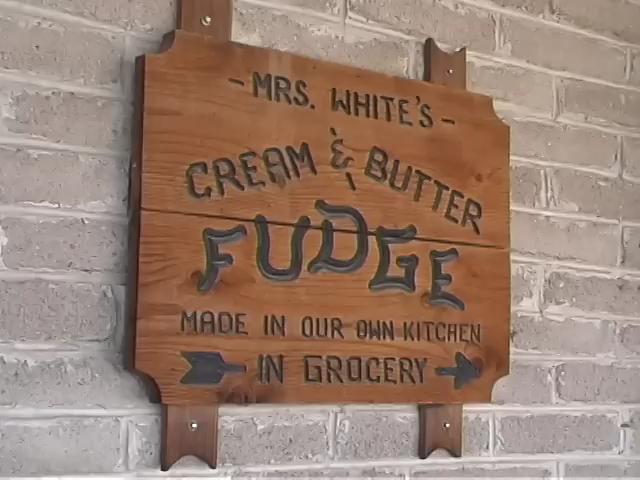 - MRS. WHITE'S -
CREAM & BUTTER
FUDGE
MADE IN OUR OWN KITCHEN
IN GROCERY